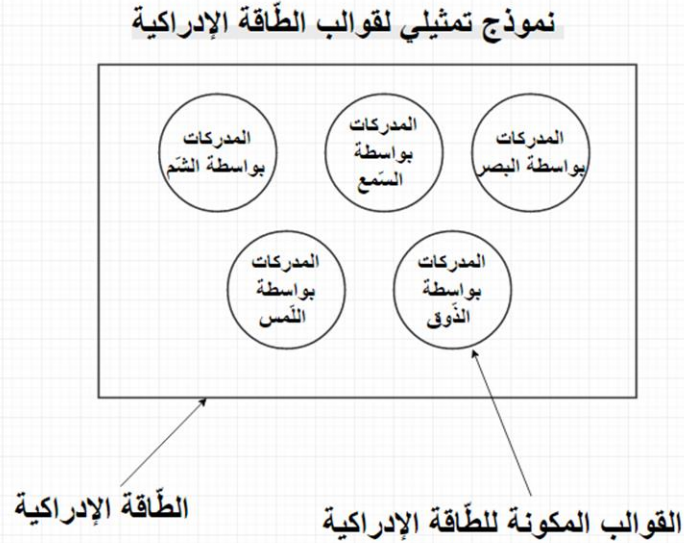 نموذج تمثيلي لقوالب الطّاقة الإدراكية
المدركات
بواسطة البصر
المدركات
بواسطة
السّمع
المدركات
بواسطة الشّم
المدركات
بواسطة
الذّوق
المدركات
بواسطة
اللّمس
القوالب المكونة للطّاقة الإدراكية
الطّاقة الإدراكية